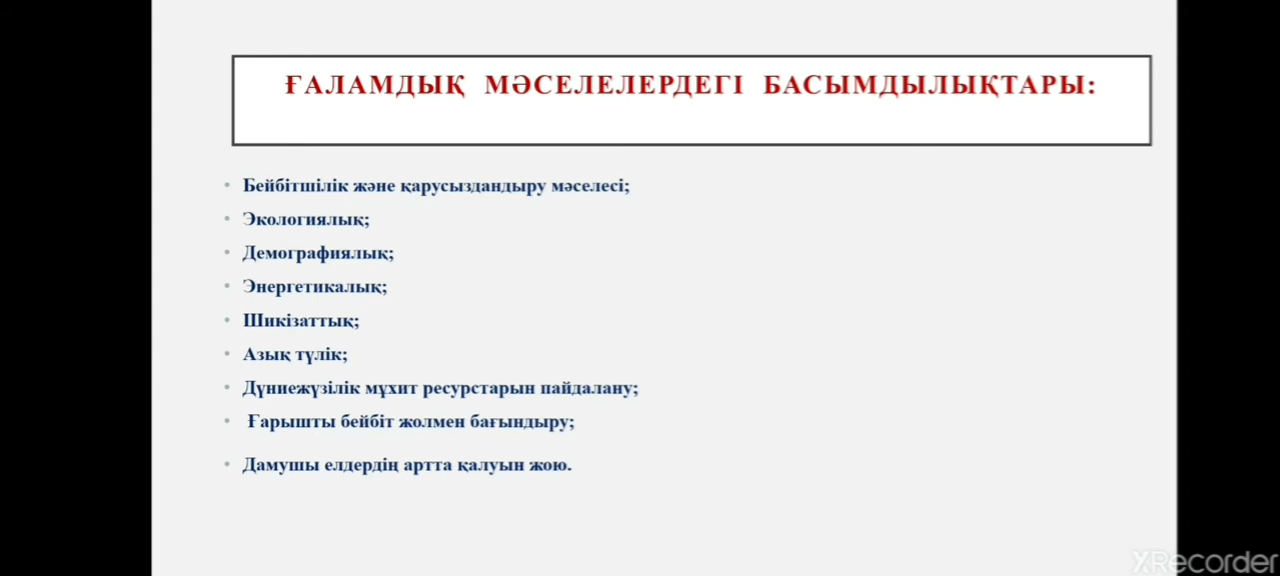 ҒАЛАМДЫҚ МӘСЕЛЕЛЕРДЕГІ БАСЫМДЫЛЫҚТАРЫ:
• Бейбітшілік және қарусыздандыру мәселесі;
• Экологиялық;
• Демографиялық;
• Энергетикалық;
• Шикізаттық;
• Азық түлік;
• Дүниежүзілік мұхит ресурстарын пайдалану;
• Ғарышты бейбіт жолмен бағындыру;
• Дамушы елдердің артта қалуын жою.
XRecorder